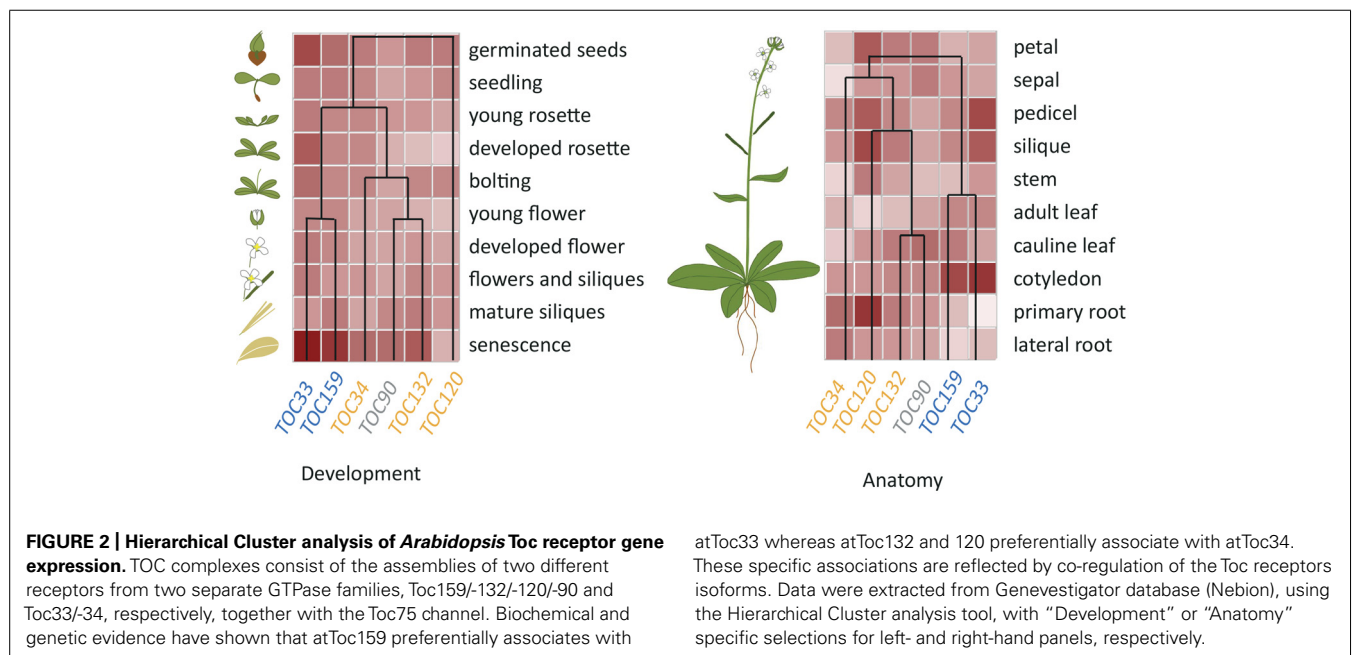 germinated seeds
seedling
young rosette
developed rosette
bolting
young flower
developed flower
flowers and siliques
mature siliques
senescence
TOC33
TOC159
TOC34
TOC90
TOC132
TOC120
Development
petal
sepal
pedicel
silique
stem
adult leaf
cauline leaf
cotyledon
primary root
lateral root
TOC34
TOC120
TOC132
TOC90
TOC159
TOC33
Anatomy
FIGURE 2 | Hierarchical Cluster analysis of Arabidopsis Toc receptor gene
expression. TOC complexes consist of the assemblies of two different
receptors from two separate GTPase families, Toc159/-132/-120/-90 and
Toc33/-34, respectively, together with the Toc75 channel. Biochemical and
genetic evidence have shown that atToc159 preferentially associates with
atToc33 whereas atToc132 and 120 preferentially associate with atToc34.
These specific associations are reflected by co-regulation of the Toc receptors
isoforms. Data were extracted from Genevestigator database (Nebion), using
the Hierarchical Cluster analysis tool, with “Development” or “Anatomy”
specific selections for left- and right-hand panels, respectively.